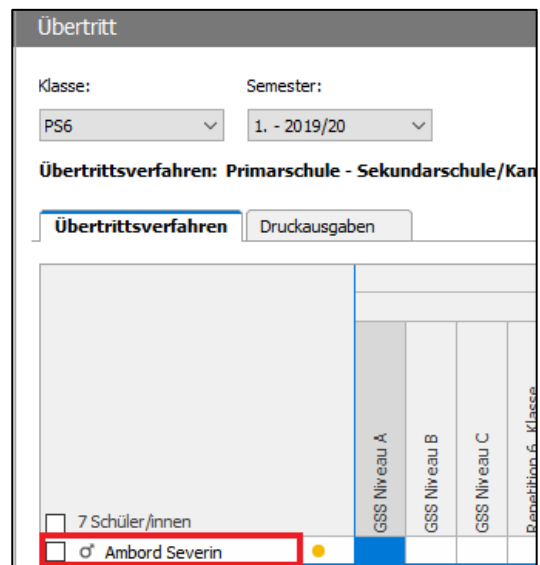 Übertritt
Klasse: Semester:
PS6 1. - 2019/20
Übertrittsverfahren: Primarschule - Sekundarschule/Kan
Übertrittsverfahren Druckausgaben
GSS Niveau A
GSS Niveau B
GSS Niveau C
Repetition 6. Klasse
7 Schüler/innen
Ambord Severin